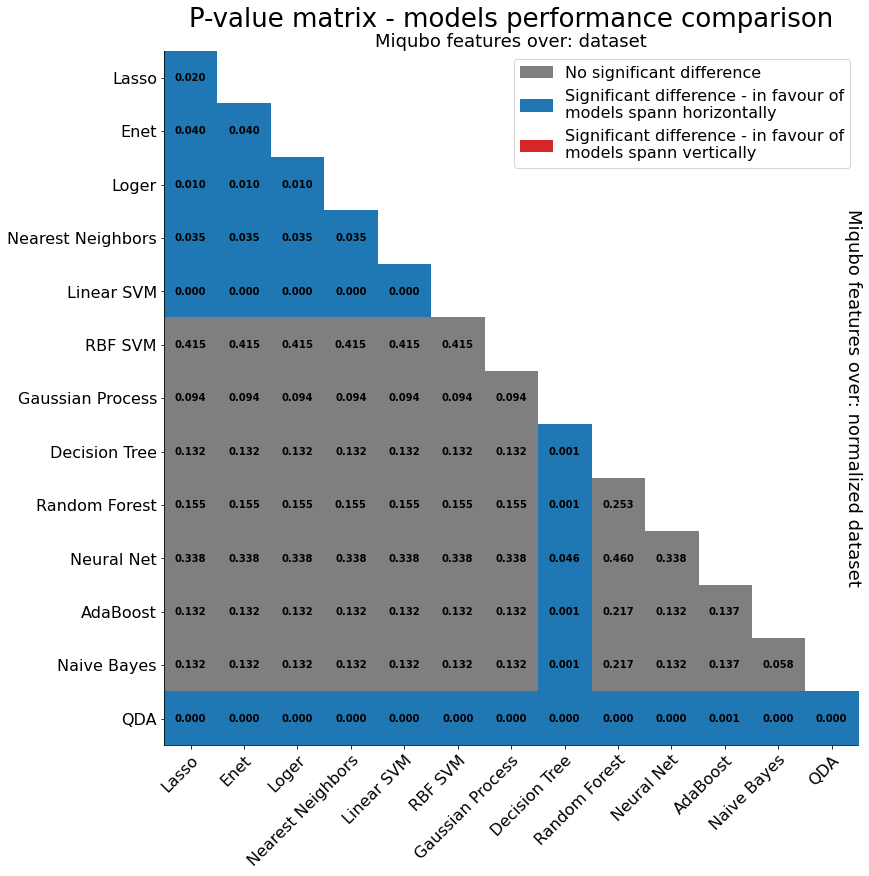 P-value matrix - models performance comparison
Miqubo features over: dataset
No significant difference
Significant difference - in favour of
models spann horizontally
Significant difference - in favour of
models spann vertically
Lasso 0.020
Enet 0.040 0.040
Loger 0.010 0.010 0.010
Nearest Neighbors 0.035 0.035 0.035 0.035
Linear SVM 0.000 0.000 0.000 0.000 0.000
RBF SVM 0.415 0.415 0.415 0.415 0.415 0.415
Gaussian Process 0.094 0.094 0.094 0.094 0.094 0.094 0.094
Decision Tree 0.132 0.132 0.132 0.132 0.132 0.132 0.132 0.001
Random Forest 0.155 0.155 0.155 0.155 0.155 0.155 0.155 0.001 0.253
Neural Net 0.338 0.338 0.338 0.338 0.338 0.338 0.338 0.046 0.460 0.338
AdaBoost 0.132 0.132 0.132 0.132 0.132 0.132 0.132 0.001 0.217 0.132 0.137
Naive Bayes 0.132 0.132 0.132 0.132 0.132 0.132 0.132 0.001 0.217 0.132 0.137 0.058
QDA 0.000 0.000 0.000 0.000 0.000 0.000 0.000 0.000 0.000 0.000 0.001 0.000 0.000
Miqubo features over: normalized dataset
Lasso
Enet
Loger
Nearest Neighbors
Linear SVM
RBF SVM
Gaussian Process
Decision Tree
Random Forest
Neural Net
AdaBoost
Naive Bayes
QDA